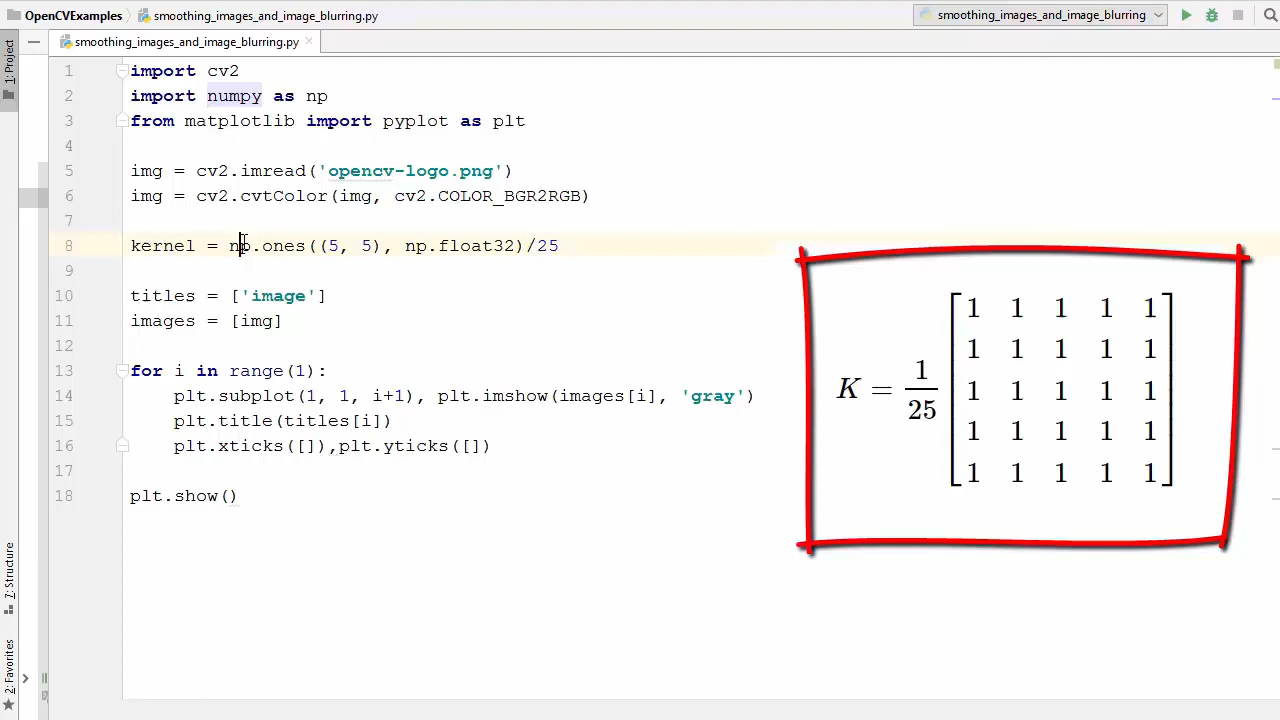 OpenCVExamples smoothing_images_and_image_blurring.py smoothing_images_and_image_blurring
smoothing_images_and_image_blurring.py
1: Project
7: Structure
2: Favorites
1 import cv2
2 import numpy as np
3 from matplotlib import pyplot as plt
4
5 img = cv2.imread('opencv-logo.png')
6 img = cv2.cvtColor(img, cv2.COLOR_BGR2RGB)
7
8 kernel = np.ones((5, 5), np.float32)/25
9
10 titles = ['image']
11 images = [img]
12
13 for i in range(1):
14 plt.subplot(1, 1, i+1), plt.imshow(images[i], 'gray')
15 plt.title(titles[i])
16 plt.xticks([]),plt.yticks([])
17
18 plt.show()
1 1 1 1 1
1 1 1 1 1
K = 1/25 1 1 1 1 1
1 1 1 1 1
1 1 1 1 1